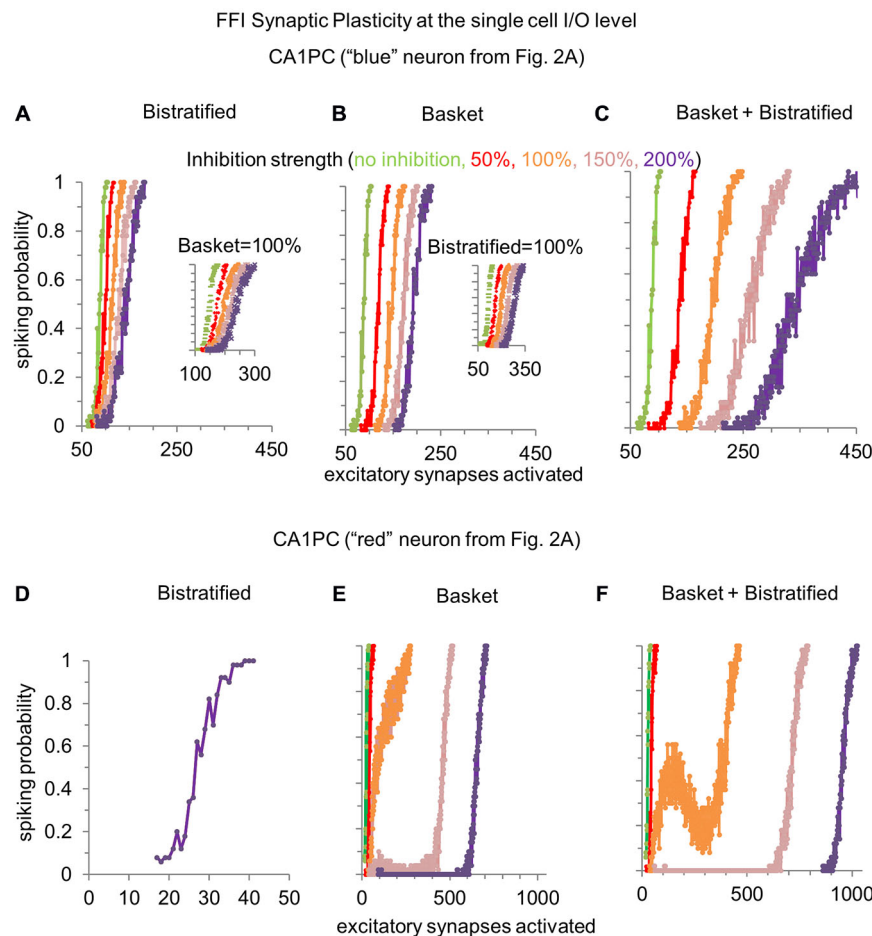 FFI Synaptic Plasticity at the single cell I/O level
CA1PC ("blue" neuron from Fig. 2A)
A Bistratified
B Basket
C Basket + Bistratified
Inhibition strength (no inhibition, 50%, 100%, 150%, 200%)
spiking probability
1
0.8
0.6
0.4
0.2
0
50 250 450
Basket=100%
100 300
50 250 450
Bistratified=100%
50 350
50 250 450
excitatory synapses activated
CA1PC ("red" neuron from Fig. 2A)
D Bistratified
E Basket
F Basket + Bistratified
spiking probability
1
0.8
0.6
0.4
0.2
0
0 10 20 30 40 50
0 500 1000
0 500 1000
excitatory synapses activated